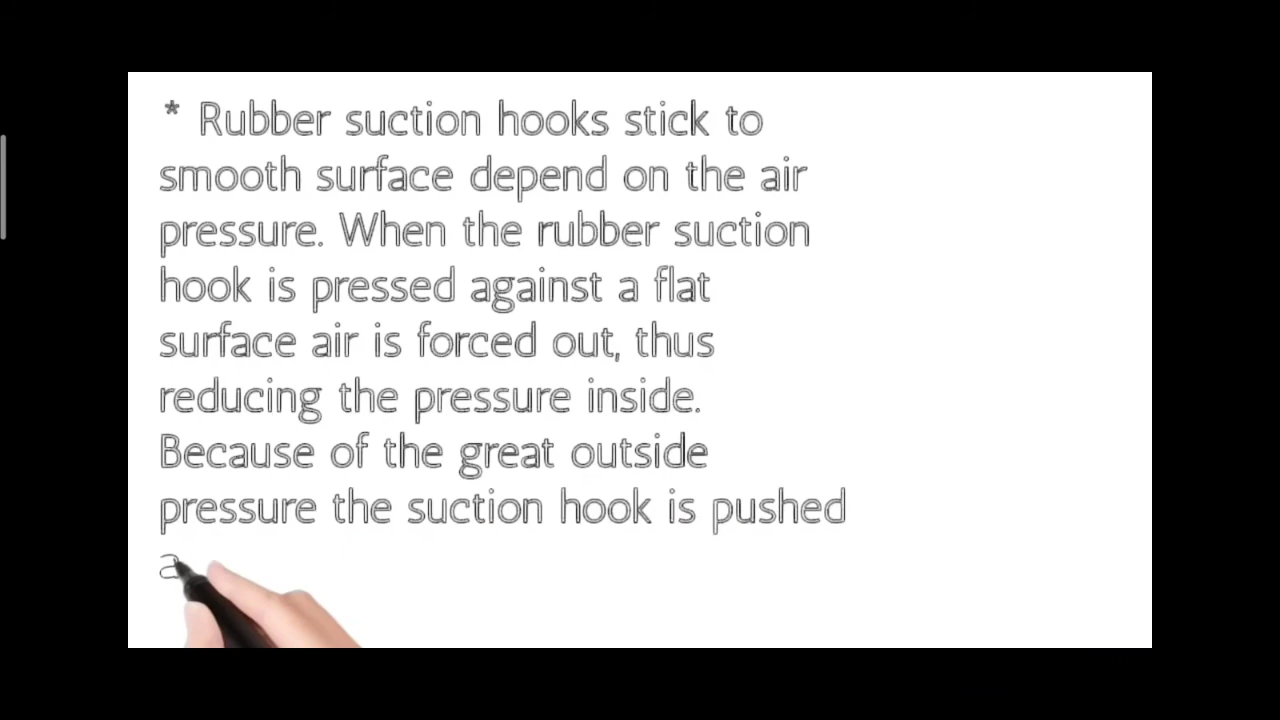 * Rubber suction hooks stick to
smooth surface depend on the air
pressure. When the rubber suction
hook is pressed against a flat
surface air is forced out, thus
reducing the pressure inside.
Because of the great outside
pressure the suction hook is pushed
a